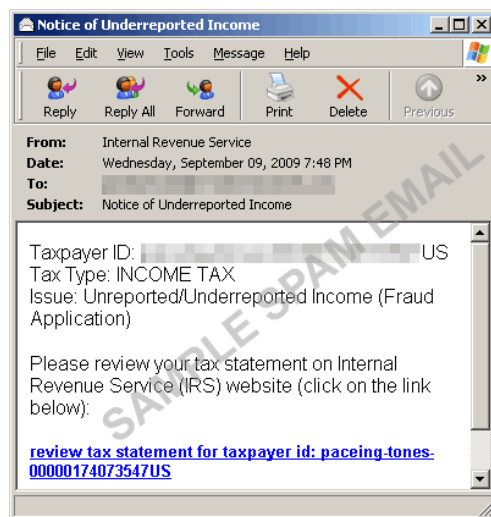 Notice of Underreported Income
File Edit View Tools Message Help
Reply Reply All Forward Print Delete Previous »
From: Internal Revenue Service
Date: Wednesday, September 09, 2009 7:48 PM
To:
Subject: Notice of Underreported Income
SAMPLE SPAM EMAIL
Taxpayer ID: US
Tax Type: INCOME TAX
Issue: Unreported/Underreported Income (Fraud
Application)
Please review your tax statement on Internal
Revenue Service (IRS) website (click on the link
below):
review tax statement for taxpayer id: paceing-tones-
00000174073547US